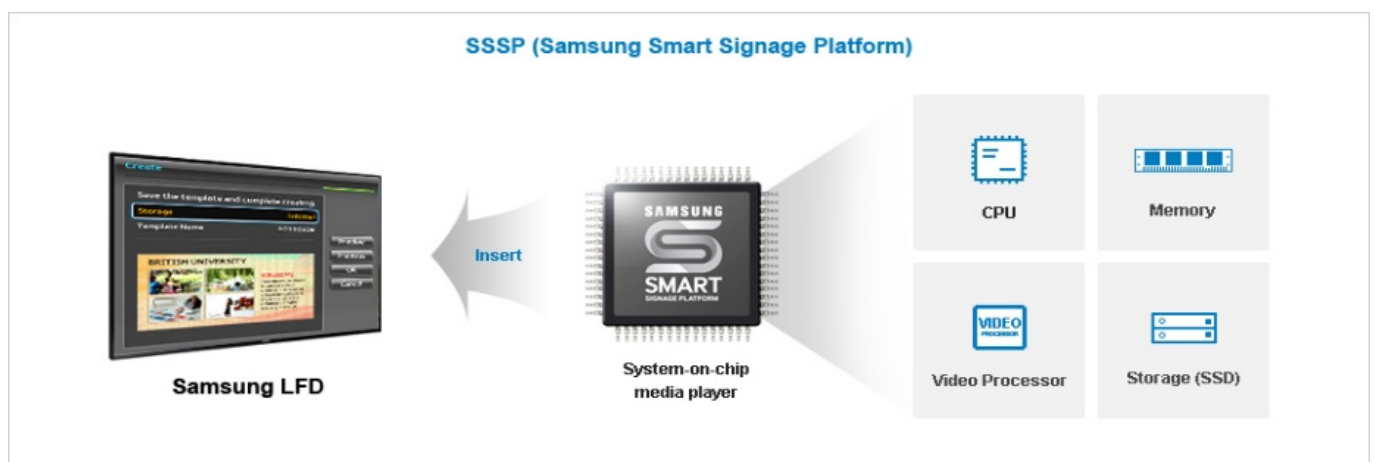 SSSP (Samsung Smart Signage Platform)
Create
Save the template and complete creating.
Storage
Internal
Template Name
BRITISH UNIVERSITY
Samsung LFD
Insert
SAMSUNG
SMART
SIGNAGE PLATFORM
System-on-chip
media player
CPU
Memory
VIDEO
PROCESSOR
Video Processor
Storage (SSD)